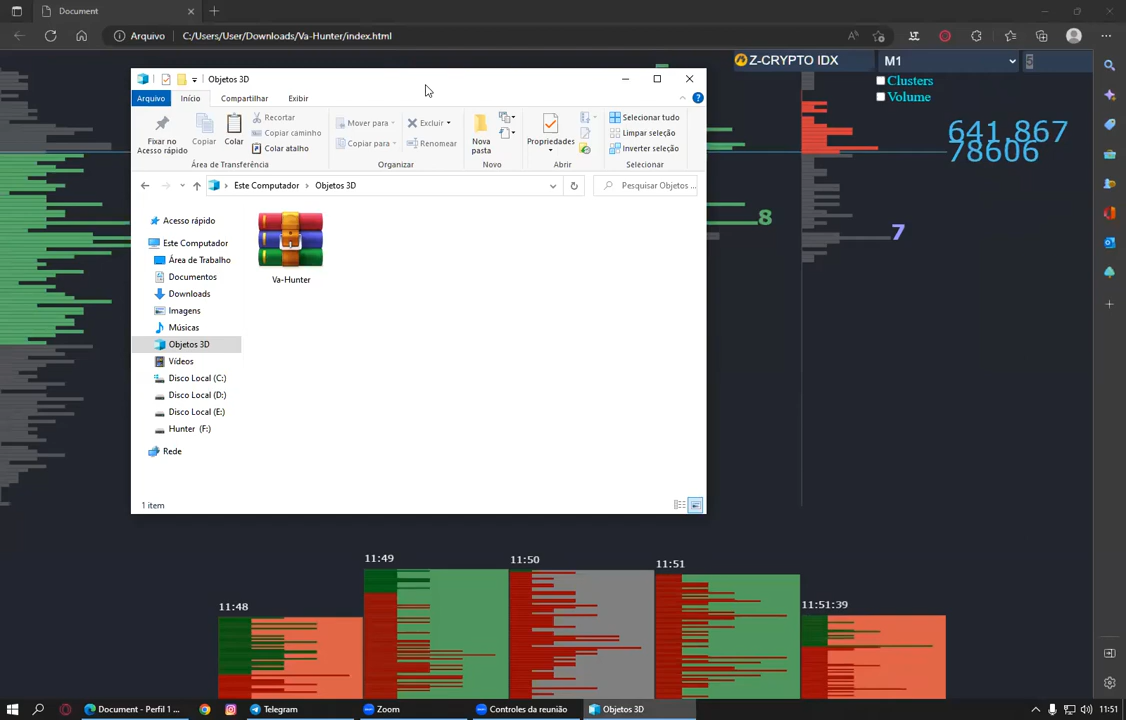 Document
Arquivo
C:/Users/User/Downloads/Va-Hunter/index.html
Z-CRYPTO IDX
M1
5
Clusters
Volume
641,867
78606
8
7
Objetos 3D
Arquivo
Início
Compartilhar
Exibir
Fixar no
Acesso rápido
Copiar
Colar
Recortar
Copiar caminho
Colar atalho
Área de Transferência
Mover para
Copiar para
Excluir
Renomear
Organizar
Nova
pasta
Novo
Propriedades
Abrir
Selecionar tudo
Limpar seleção
Inverter seleção
Selecionar
Este Computador
Objetos 3D
Pesquisar Objetos ...
Acesso rápido
Este Computador
Área de Trabalho
Documentos
Downloads
Imagens
Músicas
Objetos 3D
Vídeos
Disco Local (C:)
Disco Local (D:)
Disco Local (E:)
Hunter (F:)
Rede
Va-Hunter
1 item
11:48
11:49
11:50
11:51
11:51:39
Document - Perfil 1 ...
Telegram
Zoom
Controles da reunião
Objetos 3D
11:51